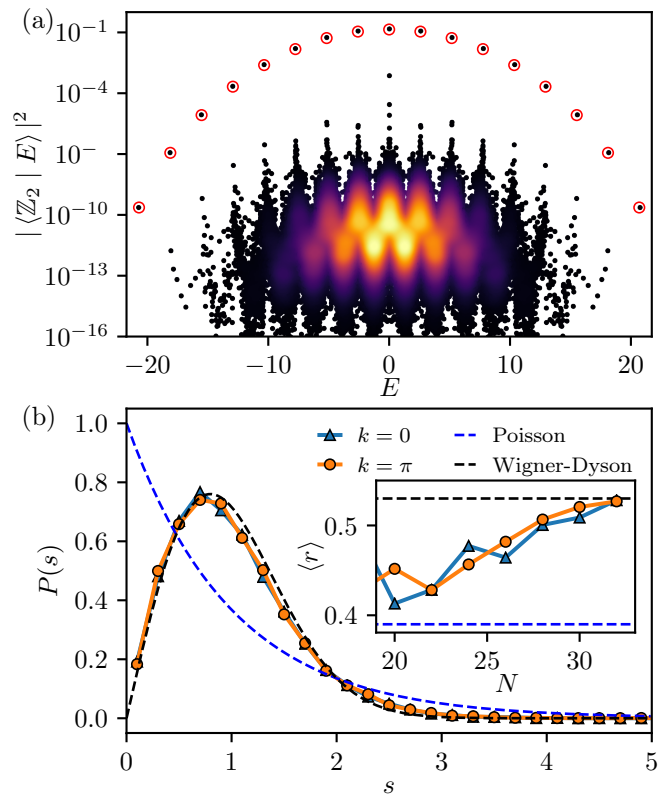 (a)
10⁻¹
10⁻⁴
10⁻⁷
10⁻¹⁰
10⁻¹³
10⁻¹⁶
|⟨ℤ₂ | E⟩|²
−20 −10 0 10 20
E
(b)
1.0
0.8
0.6
0.4
0.2
0.0
P(s)
k = 0 Poisson
k = π Wigner-Dyson
0.5
0.4
⟨r⟩
20 25 30
N
0 1 2 3 4 5
s